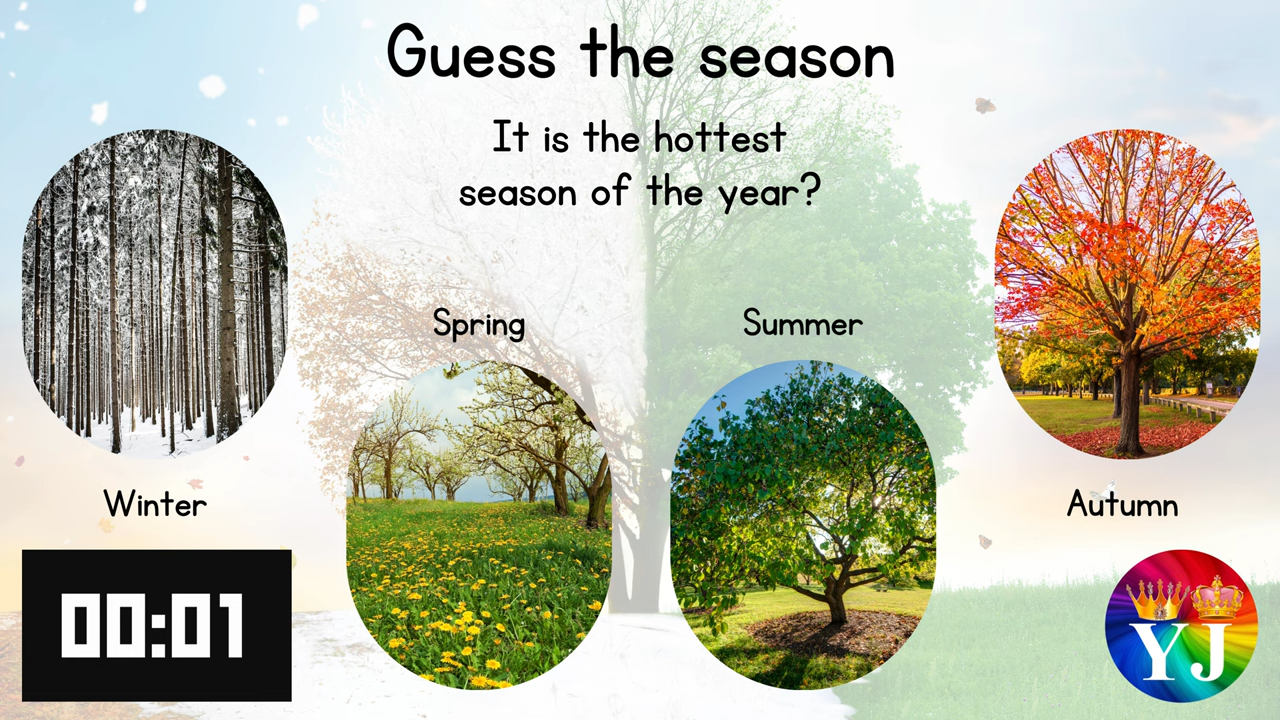 Guess the season
It is the hottest
season of the year?
Spring
Summer
Winter
Autumn
00:01
YJ